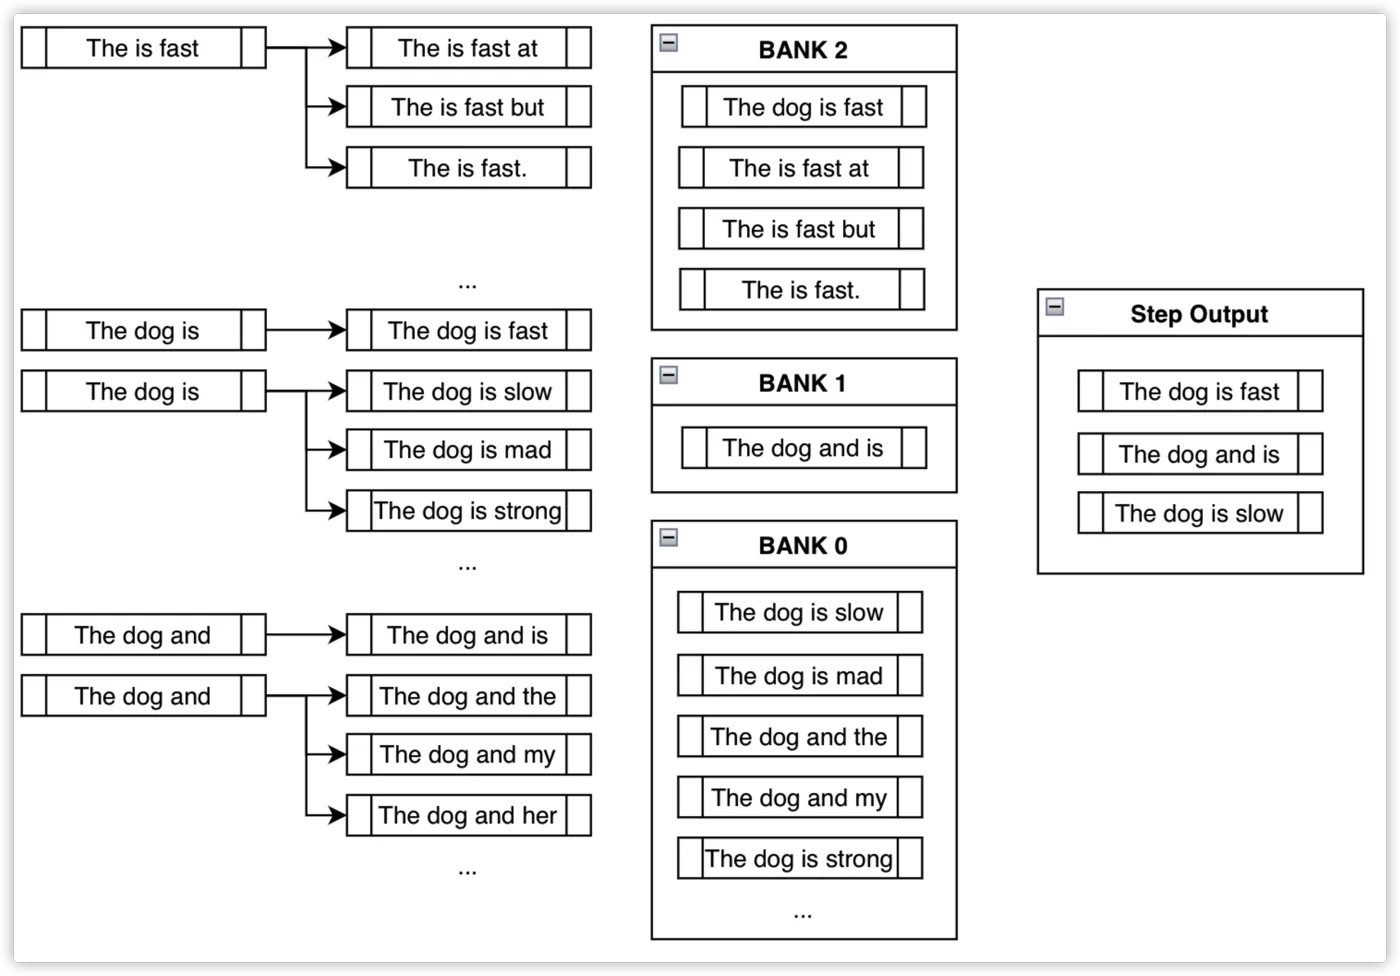 The is fast
The is fast at
The is fast but
The is fast.
...
The dog is
The dog is fast
The dog is
The dog is slow
The dog is mad
The dog is strong
...
The dog and
The dog and is
The dog and
The dog and the
The dog and my
The dog and her
...
BANK 2
The dog is fast
The is fast at
The is fast but
The is fast.
BANK 1
The dog and is
BANK 0
The dog is slow
The dog is mad
The dog and the
The dog and my
The dog is strong
...
Step Output
The dog is fast
The dog and is
The dog is slow